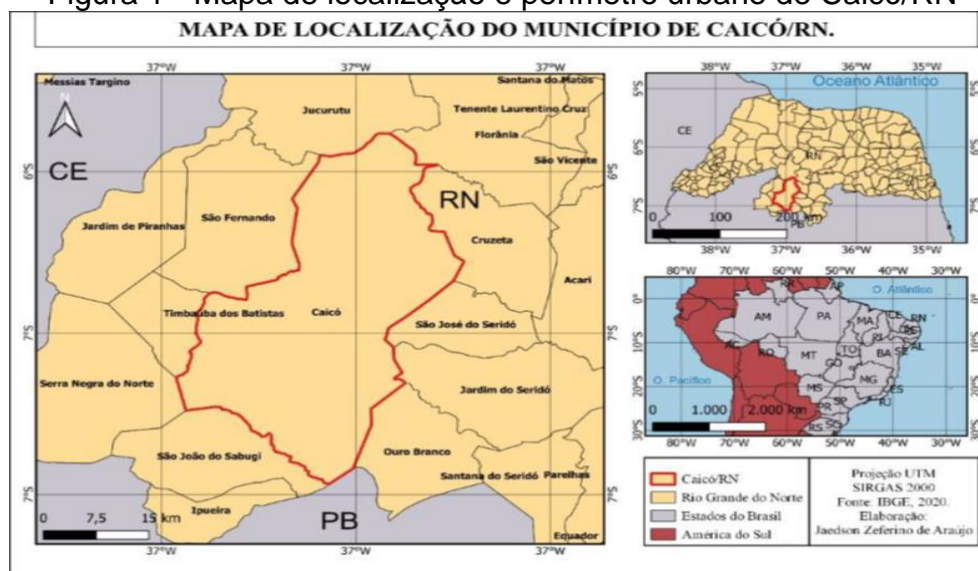 Figura 1 - Mapa de localização e perímetro urbano de Caicó/RN
MAPA DE LOCALIZAÇÃO DO MUNICÍPIO DE CAICÓ/RN.
37°W 37°W 37°W
Messias Targino
Santana do Matos
N
Jucurutu
Tenente Laurentino Cruz
Florânia
CE
São Vicente
6°S 6°S
RN
São Fernando
Jardim de Piranhas
Cruzeta
Acari
Timbauba dos Batistas
Caicó
São José do Seridó
7°S 7°S
Serra Negra do Norte
Jardim do Seridó
São João do Sabugi
Ouro Branco
Santana do Seridó
Parelhas
7°S 7°S
Ipueira
PB
0 7,5 15 km
Equador
37°W 37°W 37°W
38°W 37°W 36°W 35°W
Oceano Atlântico
5°S 5°S
CE
6°S 6°S
RN
7°S 7°S
0 100 200 km
PB
38°W 37°W 36°W 35°W
80°W 70°W 60°W 50°W 40°W 30°W
RR AP
O. Atlântico
0° 0°
AM PA MA CE RN
PE
AC RO TO AL
10°S 10°S
MT BA SE
GO
O. Pacífico
MG
20°S 20°S
MS ES
SP RJ
0 1.000 2.000 km
PR
SC
RS
30°S 30°S
80°W 70°W 60°W 50°W 40°W 30°W
Caicó/RN
Rio Grande do Norte
Estados do Brasil
América do Sul
Projeção UTM
SIRGAS 2000
Fonte: IBGE, 2020.
Elaboração:
Jaedson Zeferino de Araújo